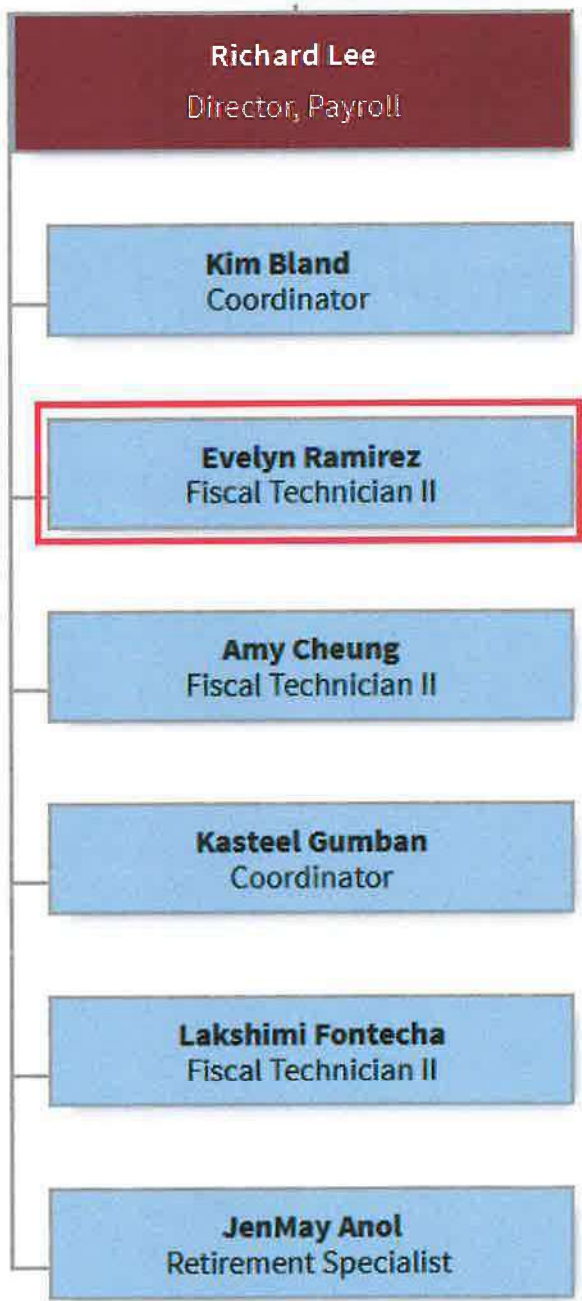 Richard Lee
Director, Payroll
Kim Bland
Coordinator
Evelyn Ramirez
Fiscal Technician II
Amy Cheung
Fiscal Technician II
Kasteel Gumban
Coordinator
Lakshimi Fontecha
Fiscal Technician II
JenMay Anol
Retirement Specialist